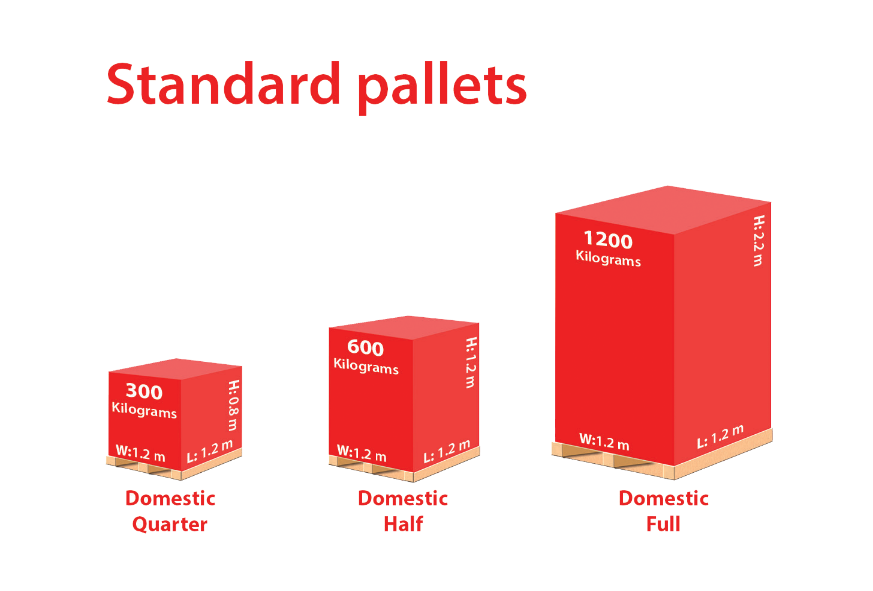 Standard pallets
300
Kilograms
H: 0.8 m
W:1.2 m
L: 1.2 m
Domestic
Quarter
600
Kilograms
H: 1.2 m
W:1.2 m
L: 1.2 m
Domestic
Half
1200
Kilograms
H: 2.2 m
W:1.2 m
L: 1.2 m
Domestic
Full